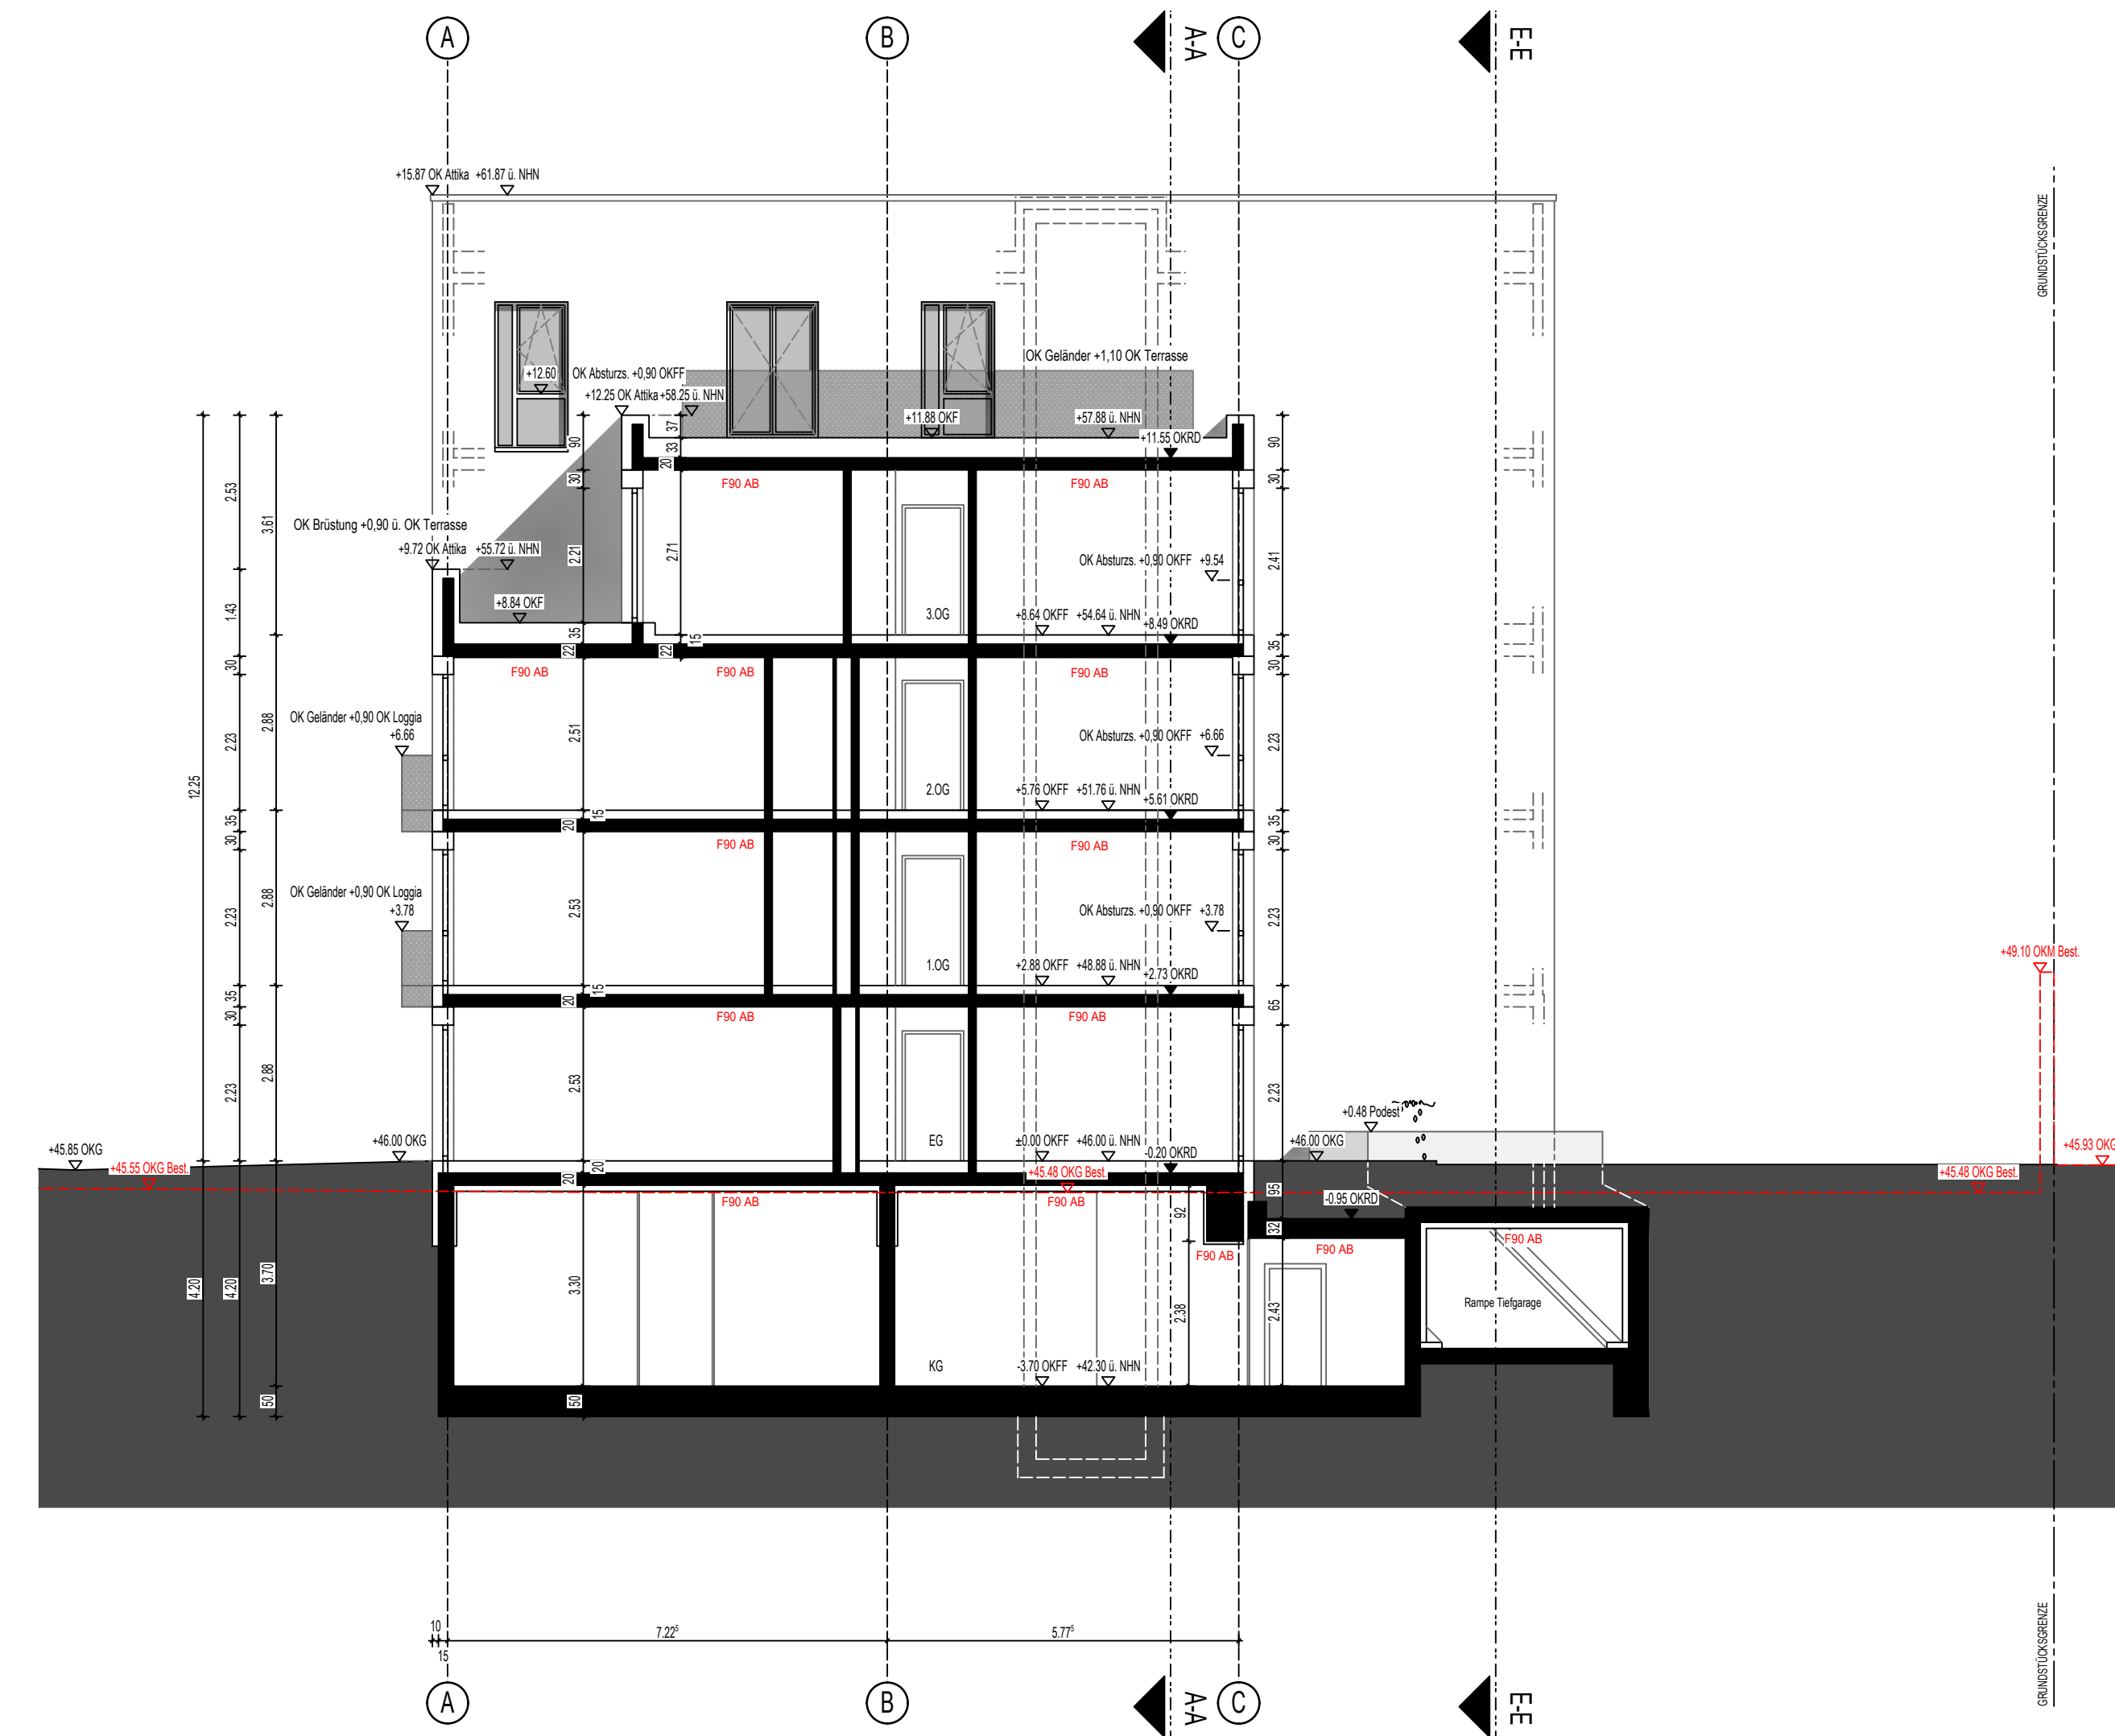 A
B
A-A
C
E-E
+15.87 OK Attika +61.87 ü. NHN
GRUNDSTÜCKSGRENZE
OK Geländer +1,10 OK Terrasse
+12.60
OK Absturzs. +0,90 OKFF
+12.25 OK Attika +58.25 ü. NHN
+11.88 OKF
+57.88 ü. NHN
+11.55 OKRD
37
33
20
90
30
90
30
F90 AB
F90 AB
2.53
3.61
OK Brüstung +0,90 ü. OK Terrasse
+9.72 OK Attika +55.72 ü. NHN
2.21
2.71
OK Absturzs. +0,90 OKFF +9.54
2.41
+8.84 OKF
1.43
3.OG
+8.64 OKFF +54.64 ü. NHN
+8.49 OKRD
35
22
15
22
35
30
30
F90 AB
F90 AB
F90 AB
OK Geländer +0,90 OK Loggia
+6.66
2.88
2.23
2.51
OK Absturzs. +0,90 OKFF +6.66
2.23
12.25
2.OG
+5.76 OKFF +51.76 ü. NHN
+5.61 OKRD
35
30
20
15
35
30
F90 AB
F90 AB
OK Geländer +0,90 OK Loggia
+3.78
2.88
2.23
2.53
OK Absturzs. +0,90 OKFF +3.78
2.23
+49.10 OKM Best.
1.OG
+2.88 OKFF +48.88 ü. NHN
+2.73 OKRD
35
30
20
15
65
F90 AB
F90 AB
2.88
2.23
2.53
2.23
+0.48 Podest
+45.85 OKG
+46.00 OKG
EG
±0.00 OKFF +46.00 ü. NHN
-0.20 OKRD
+46.00 OKG
+45.93 OKG
+45.55 OKG Best.
20
20
+45.48 OKG Best.
+45.48 OKG Best.
F90 AB
F90 AB
92
95
-0.95 OKRD
32
F90 AB
F90 AB
F90 AB
4.20
4.20
3.70
3.30
2.38
2.43
Rampe Tiefgarage
KG
-3.70 OKFF +42.30 ü. NHN
50
50
10
15
7.22⁵
5.77⁵
GRUNDSTÜCKSGRENZE
A
B
A-A
C
E-E